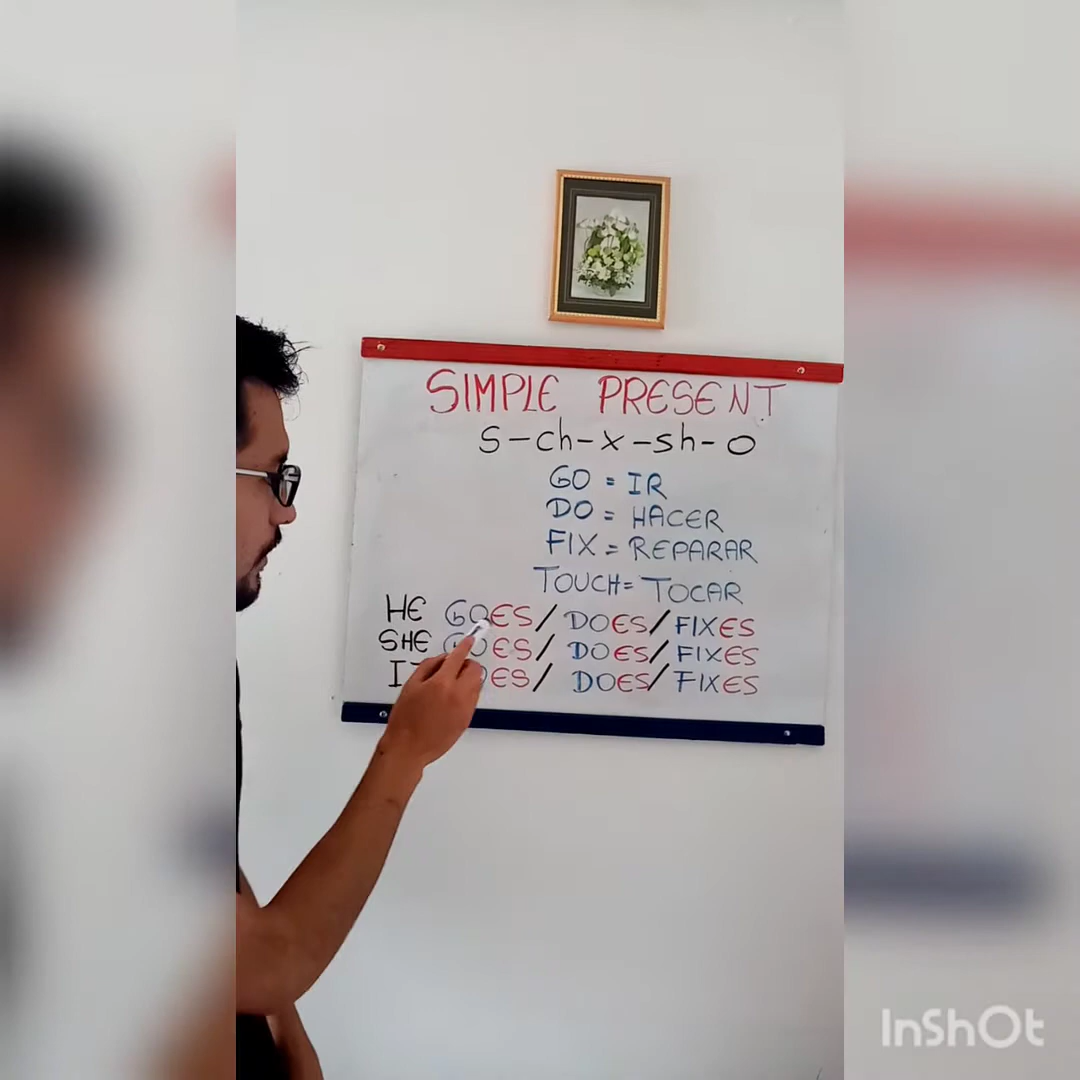 SIMPLE PRESENT
S-ch-x-sh-o
GO = IR
DO = HACER
FIX = REPARAR
TOUCH = TOCAR
HE GOES / DOES / FIXES
SHE GOES / DOES / FIXES
DOES / FIXES
InShOt